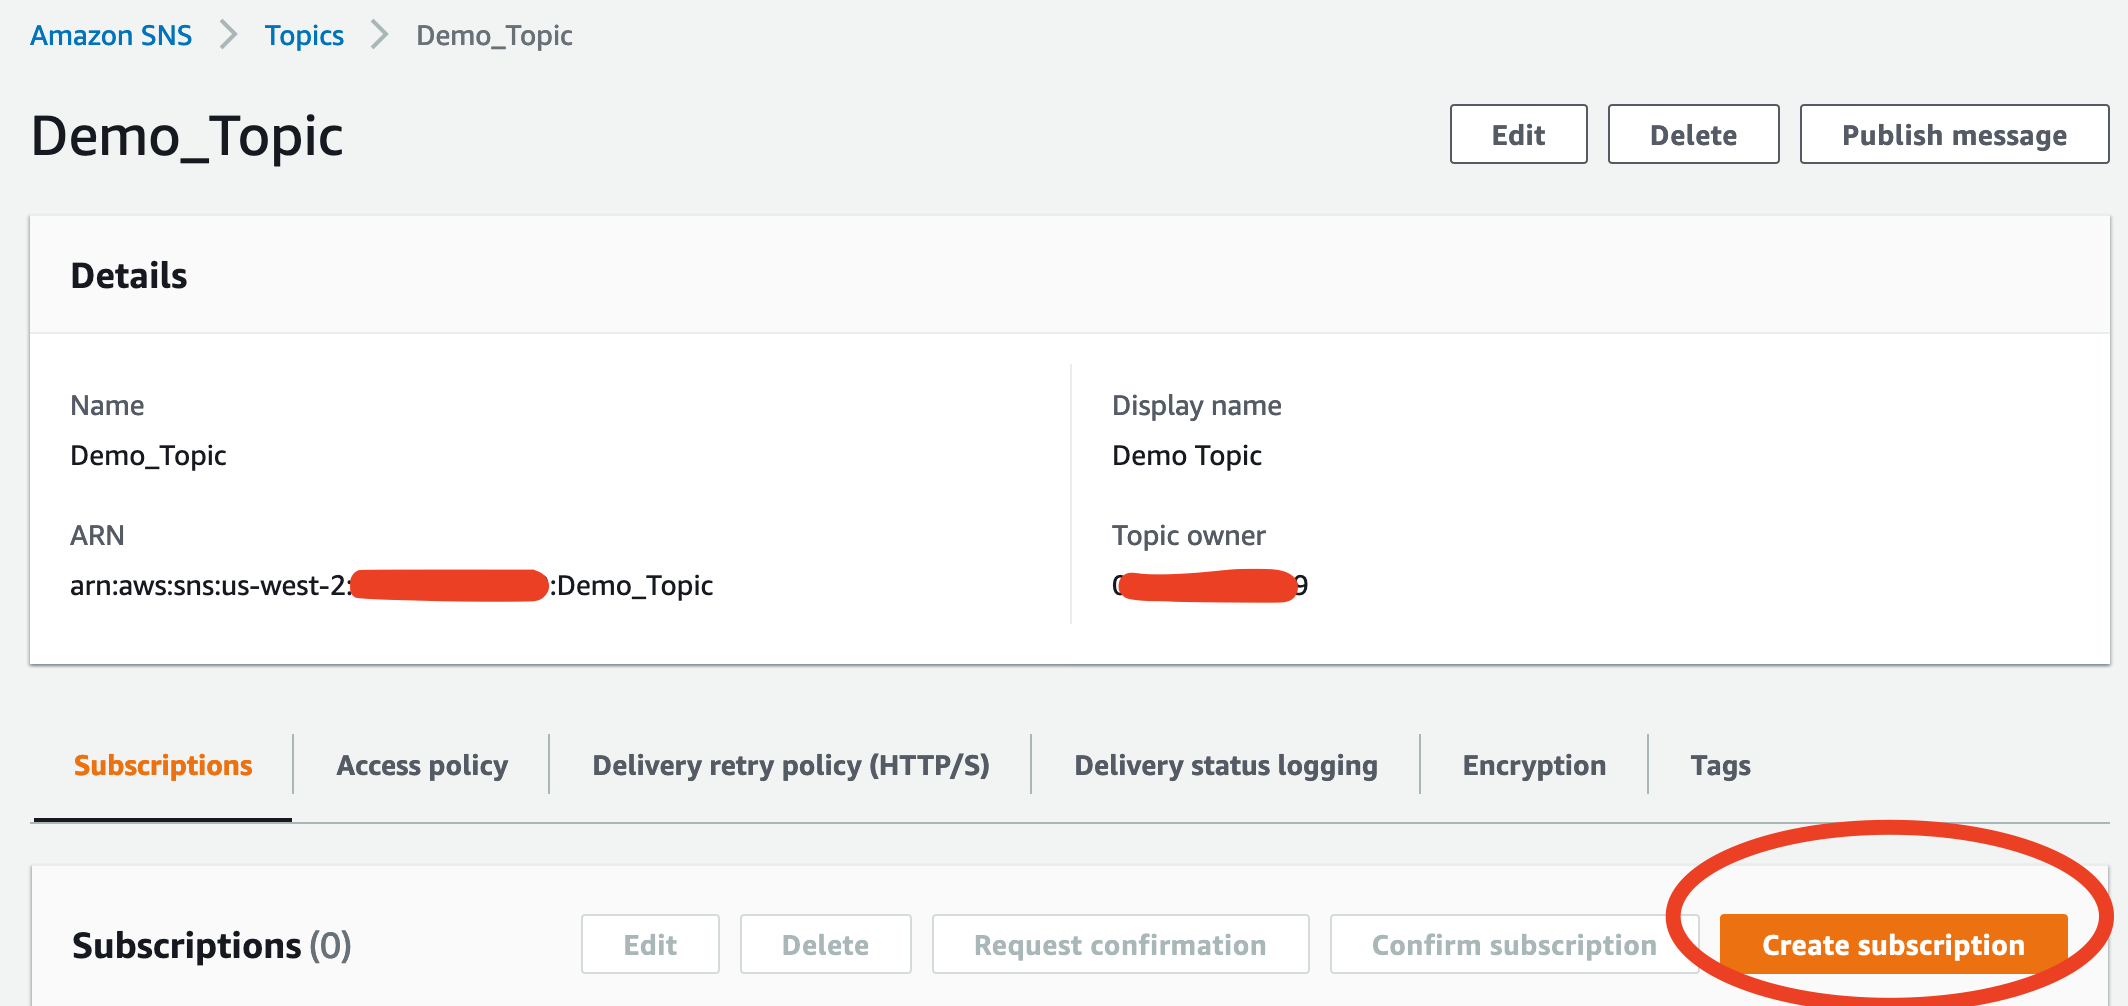 Amazon SNS > Topics > Demo_Topic
Demo_Topic
Edit Delete Publish message
Details
Name
Demo_Topic
Display name
Demo Topic
ARN
arn:aws:sns:us-west-2: :Demo_Topic
Topic owner
0 9
Subscriptions Access policy Delivery retry policy (HTTP/S) Delivery status logging Encryption Tags
Subscriptions (0) Edit Delete Request confirmation Confirm subscription Create subscription